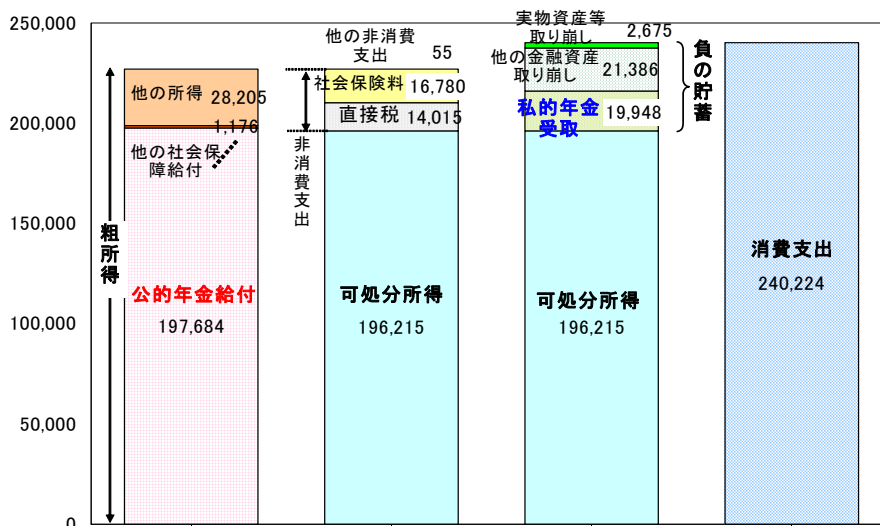 250,000
200,000
150,000
100,000
50,000
0
粗所得
他の所得 28,205
1,176
他の社会保
障給付
公的年金給付
197,684
非消費支出
他の非消費
支出 55
社会保険料 16,780
直接税 14,015
可処分所得
196,215
実物資産等
取り崩し 2,675
他の金融資産
取り崩し 21,386
私的年金
受取 19,948
負の貯蓄
可処分所得
196,215
消費支出
240,224